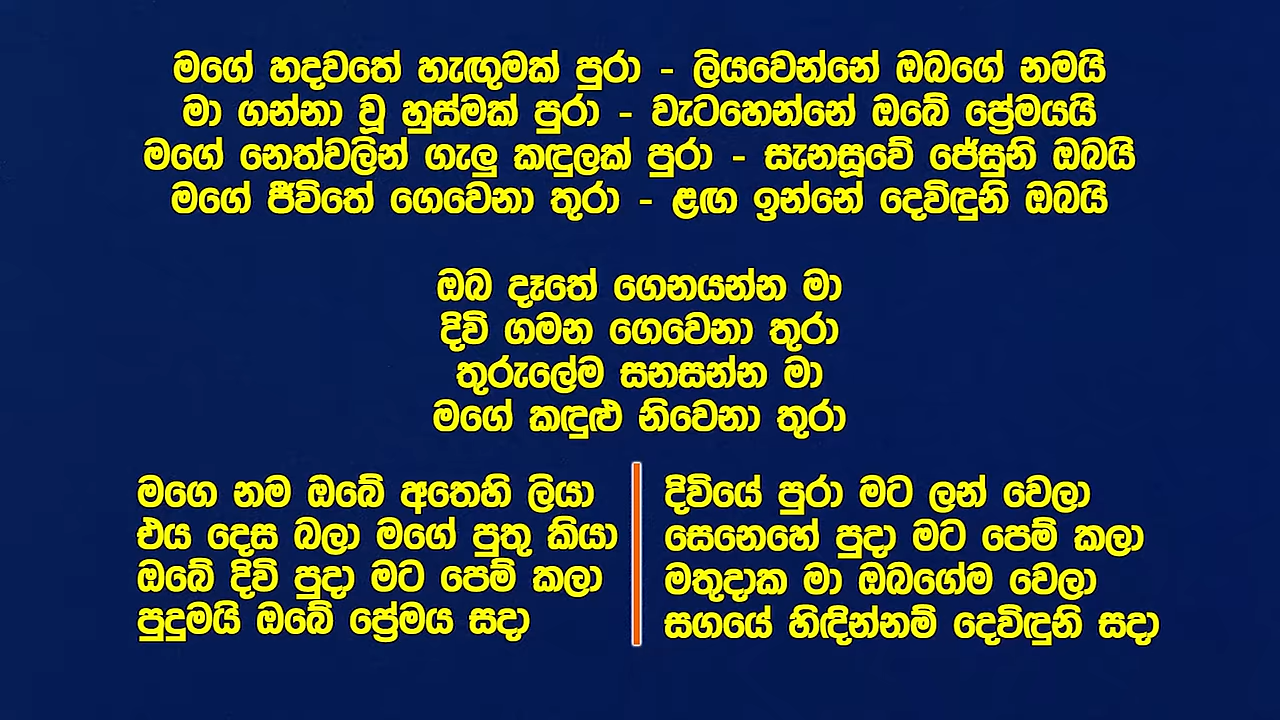 මගේ හදවතේ හැඟුමක් පුරා - ලියවෙන්නේ ඔබගේ නමයි
මා ගන්නා වූ හුස්මක් පුරා - වැටහෙන්නේ ඔබේ ප්‍රේමයයි
මගේ නෙත්වලින් ගැලු කඳුලක් පුරා - සැනසූවේ ජේසුනි ඔබයි
මගේ ජීවිතේ ගෙවෙනා තුරා - ළඟ ඉන්නේ දෙවිඳුනි ඔබයි
ඔබ දෑතේ ගෙනයන්න මා
දිවි ගමන ගෙවෙනා තුරා
තුරුලේම සනසන්න මා
මගේ කඳුළු නිවෙනා තුරා
මගෙ නම ඔබේ අතෙහි ලියා
එය දෙස බලා මගේ පුතු කියා
ඔබේ දිවි පුදා මට පෙම් කලා
පුදුමයි ඔබේ ප්‍රේමය සදා
දිවියේ පුරා මට ලන් වෙලා
සෙනෙහේ පුදා මට පෙම් කලා
මතුදාක මා ඔබගේම වෙලා
සගයේ හිඳින්නම් දෙවිඳුනි සදා